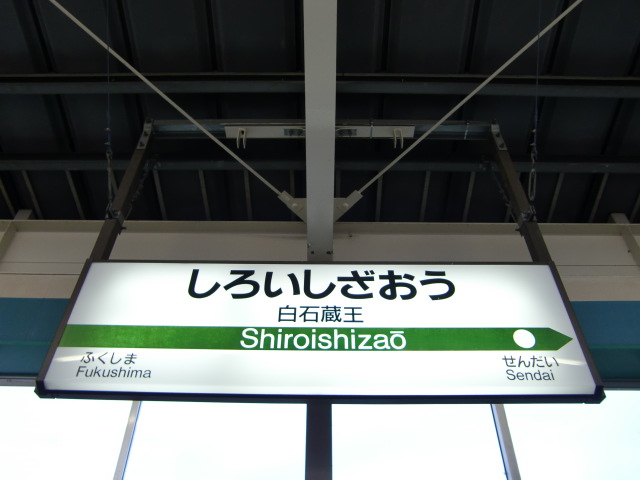 しろいしざおう
白石蔵王
Shiroishizaō
ふくしま
Fukushima
せんだい
Sendai